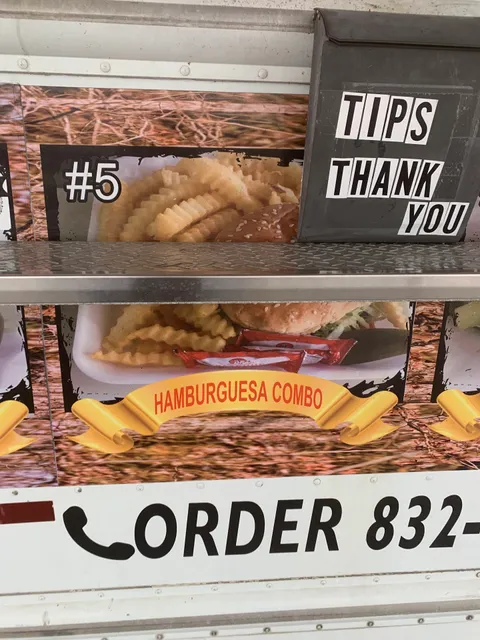 TIPS
THANK
YOU
#5
HAMBURGUESA COMBO
ORDER 832-